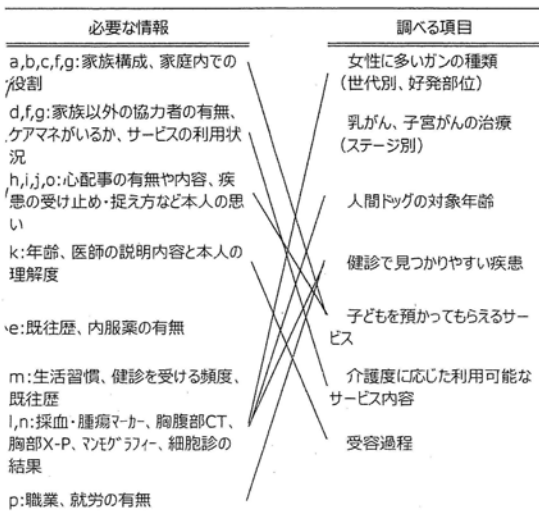 必要な情報
a,b,c,f,g:家族構成、家庭内での
役割
d,f,g:家族以外の協力者の有無、
ケアマネがいるか、サービスの利用状
況
h,i,j,o:心配事の有無や内容、疾
患の受け止め・捉え方など本人の思
い
k:年齢、医師の説明内容と本人の
理解度
e:既往歴、内服薬の有無
m:生活習慣、健診を受ける頻度、
既往歴
l,n:採血・腫瘍マーカー、胸腹部CT、
胸部X-P、マンモグラフィー、細胞診の
結果
p:職業、就労の有無
調べる項目
女性に多いガンの種類
（世代別、好発部位）
乳がん、子宮がんの治療
（ステージ別）
人間ドッグの対象年齢
健診で見つかりやすい疾患
子どもを預かってもらえるサー
ビス
介護度に応じた利用可能な
サービス内容
受容過程